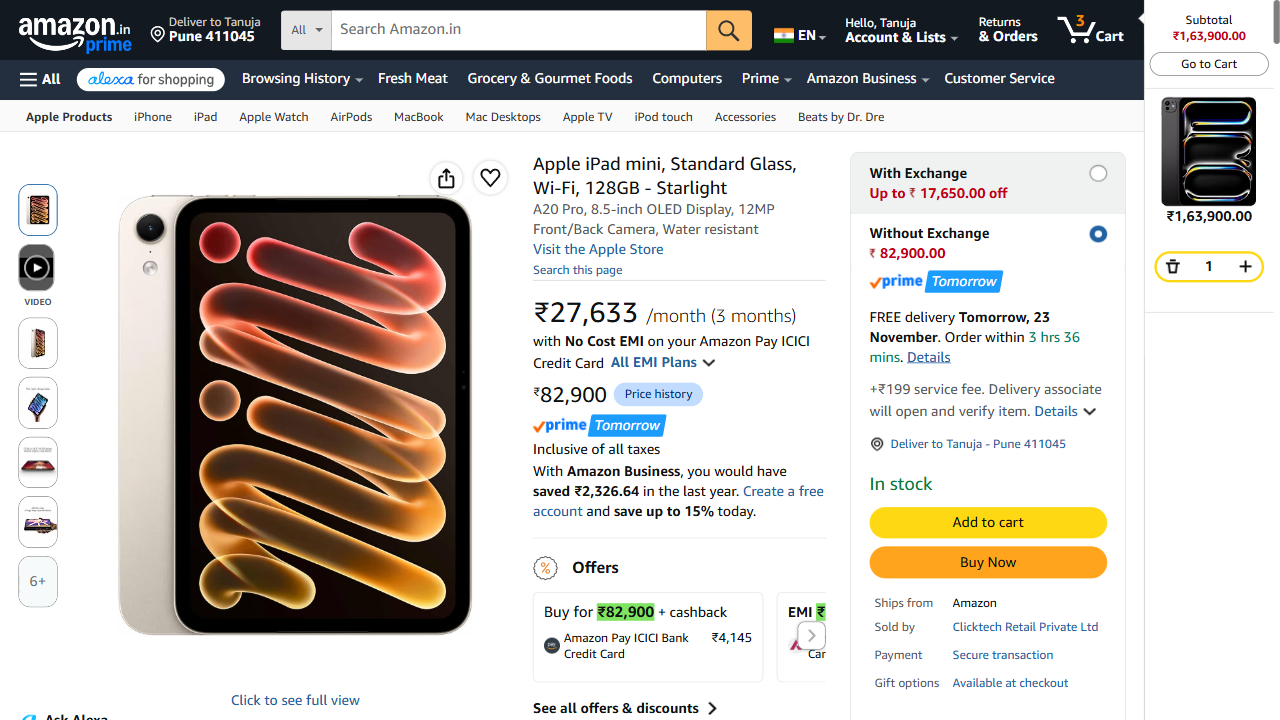 amazon.in
prime
Deliver to Tanuja
Pune 411045
All
Search Amazon.in
EN
Hello, Tanuja
Account & Lists
Returns
& Orders
3
Cart
Subtotal
₹1,63,900.00
Go to Cart
₹1,63,900.00
1
All
alexa for shopping
Browsing History
Fresh Meat
Grocery & Gourmet Foods
Computers
Prime
Amazon Business
Customer Service
Apple Products
iPhone
iPad
Apple Watch
AirPods
MacBook
Mac Desktops
Apple TV
iPod touch
Accessories
Beats by Dr. Dre
VIDEO
6+
Click to see full view
Ask Alexa
Apple iPad mini, Standard Glass,
Wi-Fi, 128GB - Starlight
A20 Pro, 8.5-inch OLED Display, 12MP
Front/Back Camera, Water resistant
Visit the Apple Store
Search this page
₹27,633 /month (3 months)
with No Cost EMI on your Amazon Pay ICICI
Credit Card All EMI Plans
₹82,900 Price history
prime Tomorrow
Inclusive of all taxes
With Amazon Business, you would have
saved ₹2,326.64 in the last year. Create a free
account and save up to 15% today.
% Offers
Buy for ₹82,900 + cashback
pay
Amazon Pay ICICI Bank
Credit Card
₹4,145
EMI ₹
Car
See all offers & discounts
With Exchange
Up to ₹ 17,650.00 off
Without Exchange
₹ 82,900.00
prime Tomorrow
FREE delivery Tomorrow, 23
November. Order within 3 hrs 36
mins. Details
+₹199 service fee. Delivery associate
will open and verify item. Details
Deliver to Tanuja - Pune 411045
In stock
Add to cart
Buy Now
Ships from Amazon
Sold by Clicktech Retail Private Ltd
Payment Secure transaction
Gift options Available at checkout